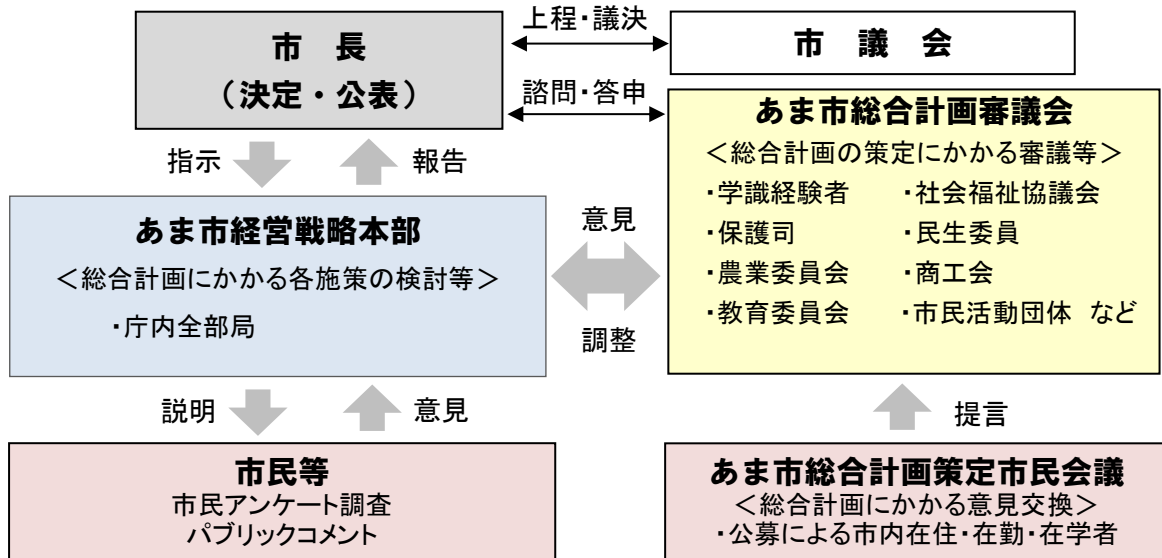 市　長
（決定・公表）
上程・議決
市　議　会
諮問・答申
あま市総合計画審議会
＜総合計画の策定にかかる審議等＞
・学識経験者　・社会福祉協議会
・保護司　・民生委員
・農業委員会　・商工会
・教育委員会　・市民活動団体　など
指示
報告
あま市経営戦略本部
＜総合計画にかかる各施策の検討等＞
・庁内全部局
意見
調整
説明
意見
提言
市民等
市民アンケート調査
パブリックコメント
あま市総合計画策定市民会議
＜総合計画にかかる意見交換＞
・公募による市内在住・在勤・在学者